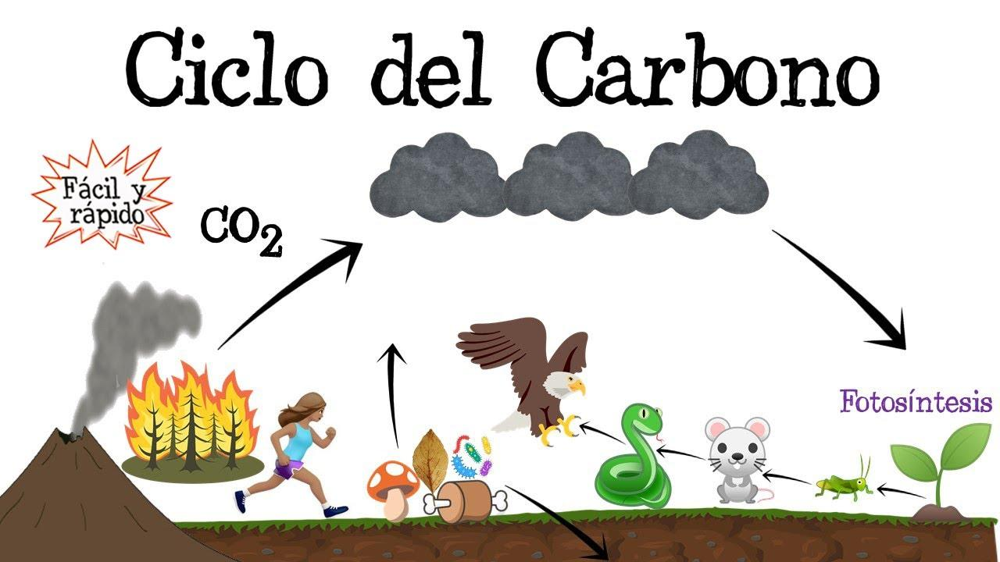 Ciclo del Carbono
Fácil y
rápido
CO₂
Fotosíntesis